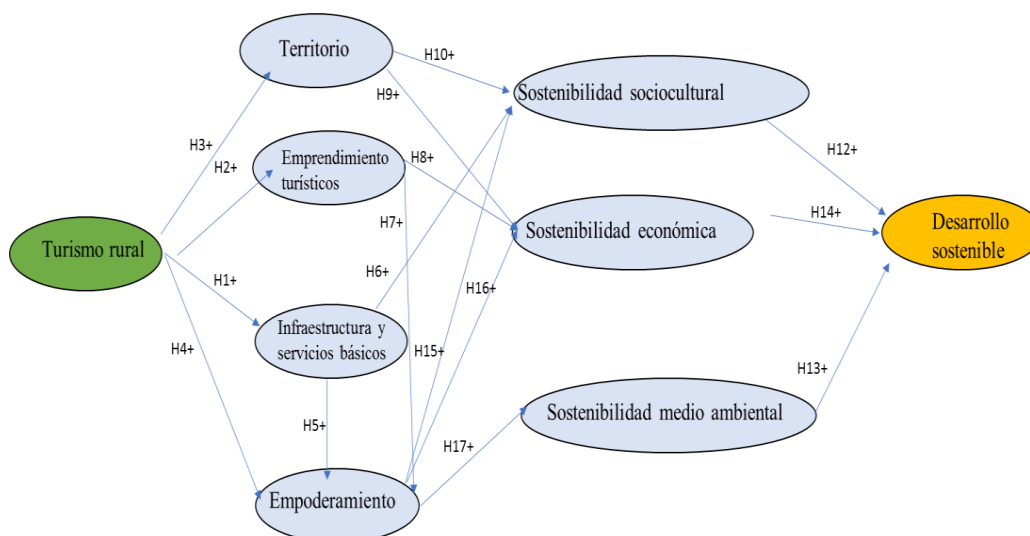 Territorio
H10+
Sostenibilidad sociocultural
H9+
H3+
H2+
Emprendimiento
turísticos
H8+
H12+
H7+
H14+
Turismo rural
Sostenibilidad económica
Desarrollo
sostenible
H1+
H6+
H16+
Infraestructura y
servicios básicos
H4+
H15+
H13+
Sostenibilidad medio ambiental
H5+
H17+
Empoderamiento